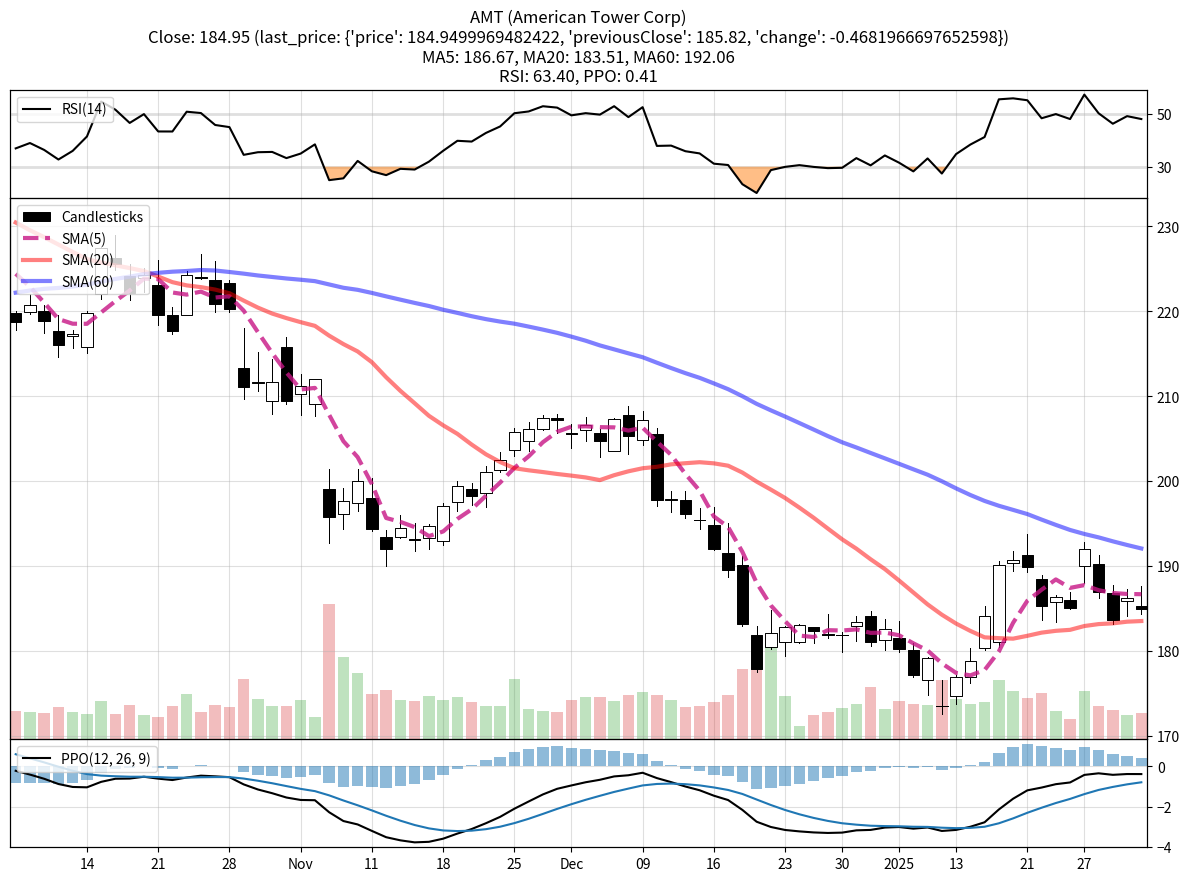 AMT (American Tower Corp)
Close: 184.95 (last_price: {'price': 184.9499969482422, 'previousClose': 185.82, 'change': -0.4681966697652598})
MA5: 186.67, MA20: 183.51, MA60: 192.06
RSI: 63.40, PPO: 0.41
RSI(14)
50
30
Candlesticks
SMA(5)
SMA(20)
SMA(60)
230
220
210
200
190
180
170
PPO(12, 26, 9)
0
−2
−4
14 21 28 Nov 11 18 25 Dec 09 16 23 30 2025 13 21 27